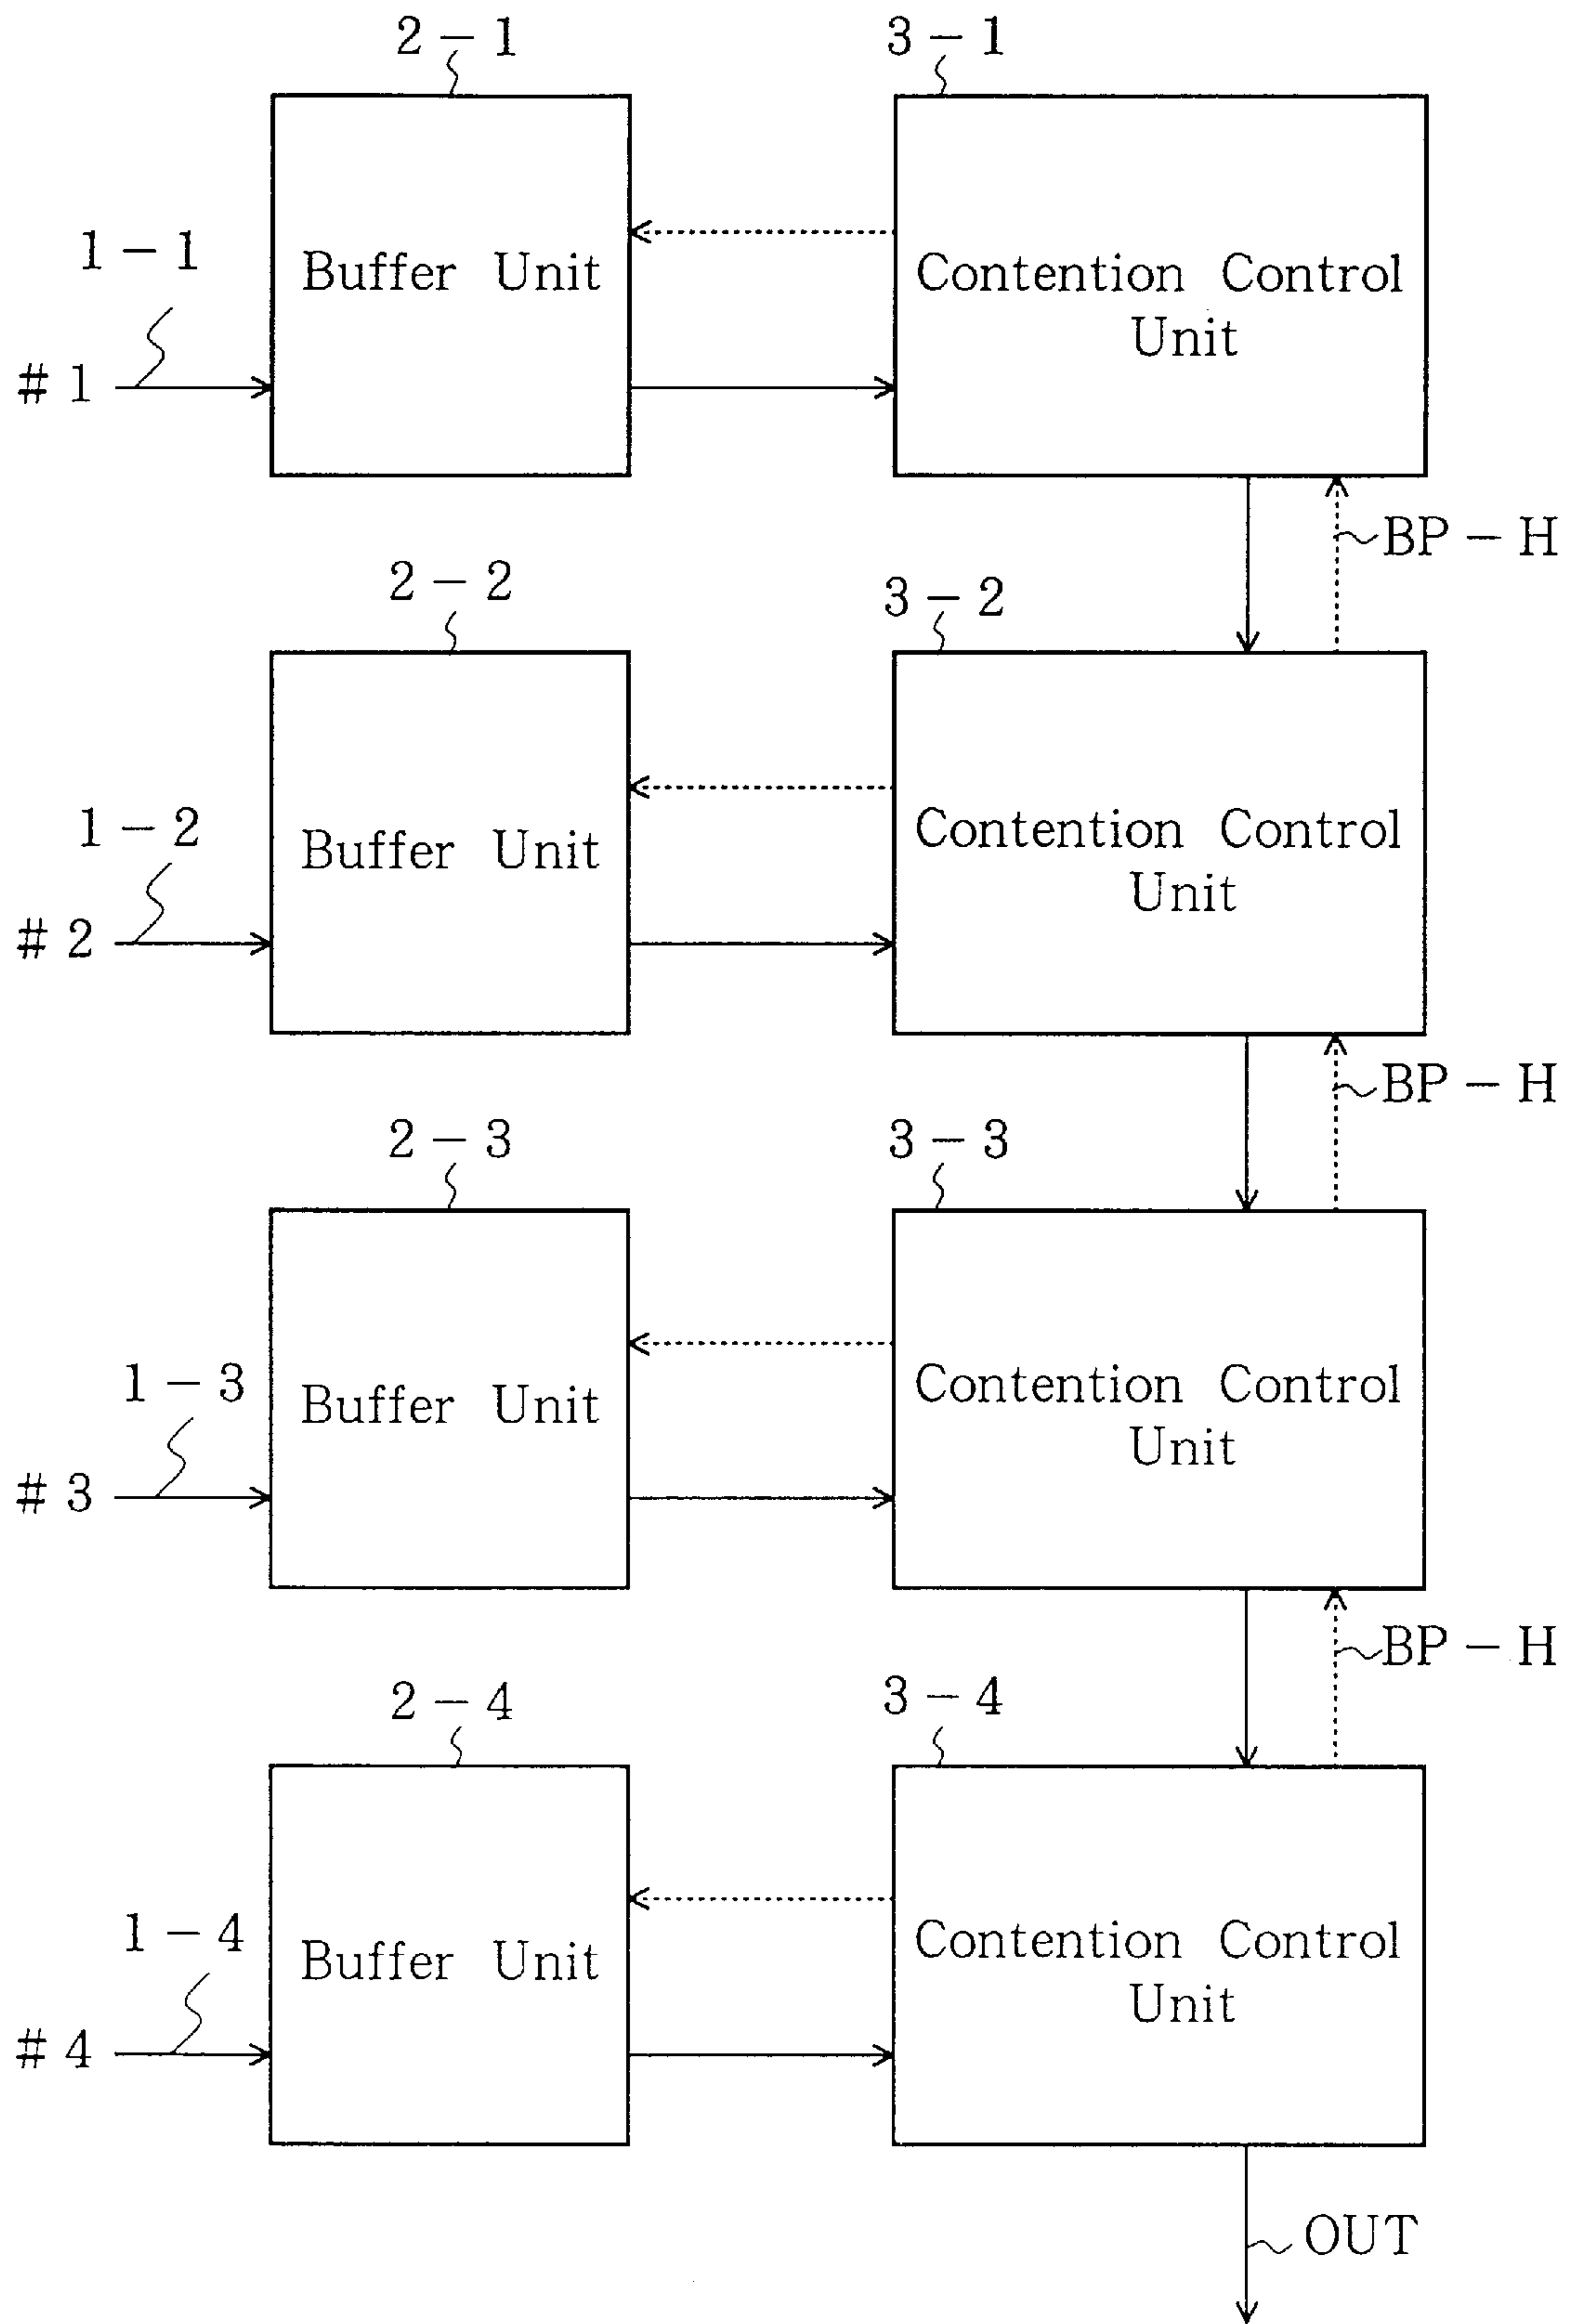 2-1
3-1
1-1
Buffer Unit
Contention Control
Unit
#1
BP-H
2-2
3-2
1-2
Buffer Unit
Contention Control
Unit
#2
BP-H
2-3
3-3
1-3
Buffer Unit
Contention Control
Unit
#3
BP-H
2-4
3-4
1-4
Buffer Unit
Contention Control
Unit
#4
OUT